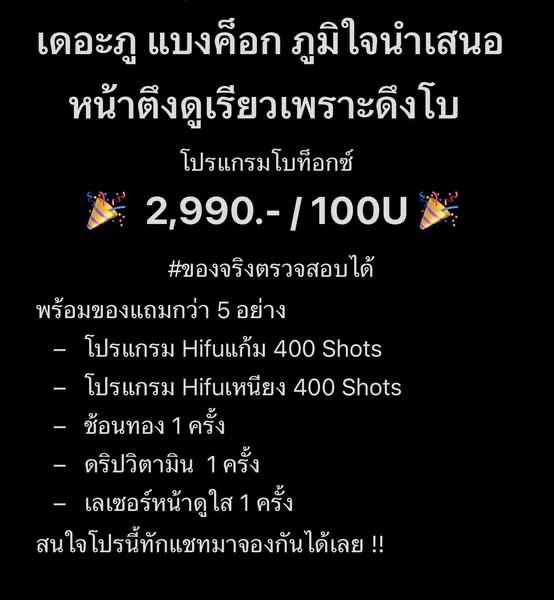 เดอะภู แบงค็อก ภูมิใจนำเสนอ
หน้าตึงดูเรียวเพราะดึงโบ
โปรแกรมโบท็อกซ์
🎉 2,990.- / 100U 🎉
#ของจริงตรวจสอบได้
พร้อมของแถมกว่า 5 อย่าง
– โปรแกรม Hifuแก้ม 400 Shots
– โปรแกรม Hifuเหนียง 400 Shots
– ช้อนทอง 1 ครั้ง
– ดริปวิตามิน 1 ครั้ง
– เลเซอร์หน้าดูใส 1 ครั้ง
สนใจโปรนี้ทักแชทมาจองกันได้เลย !!